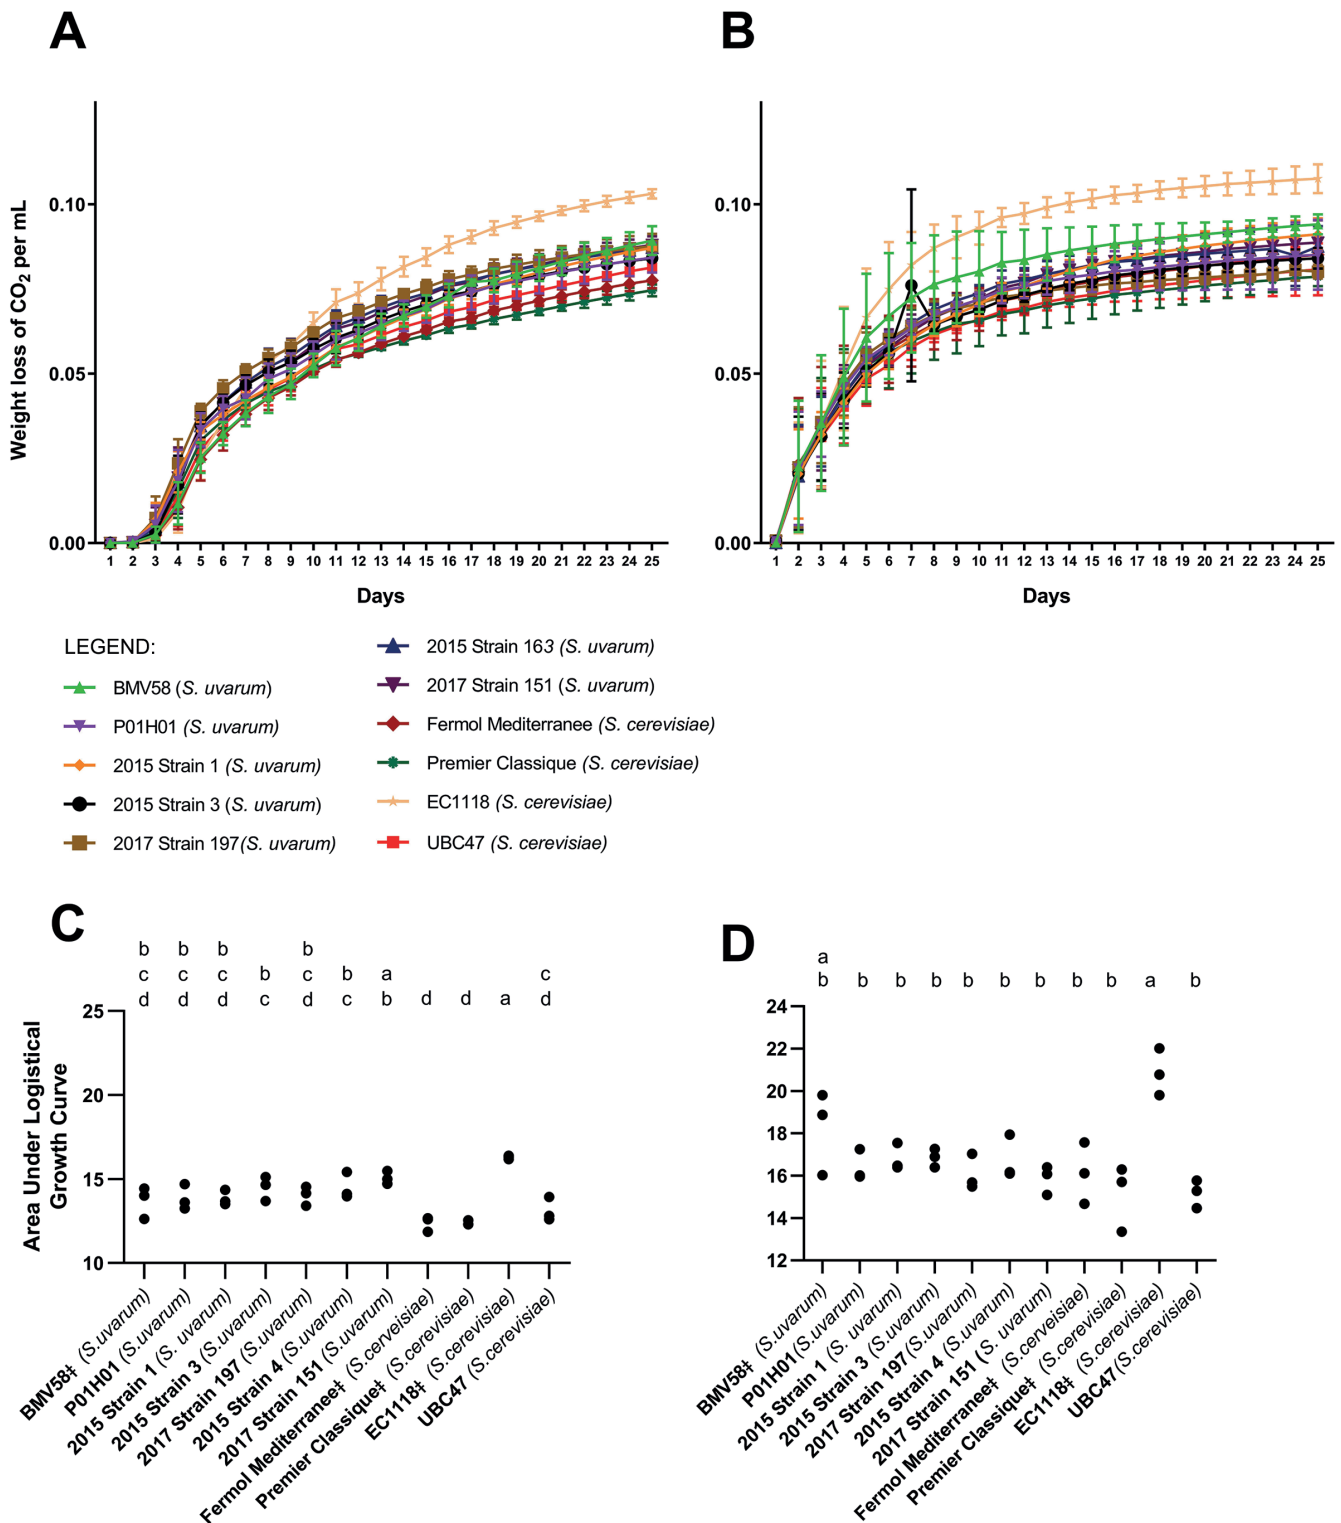 A
B
Weight loss of CO2 per mL
0.10
0.05
0.00
1 2 3 4 5 6 7 8 9 10 11 12 13 14 15 16 17 18 19 20 21 22 23 24 25
Days
0.10
0.05
0.00
1 2 3 4 5 6 7 8 9 10 11 12 13 14 15 16 17 18 19 20 21 22 23 24 25
Days
LEGEND:
BMV58 (S. uvarum)
P01H01 (S. uvarum)
2015 Strain 1 (S. uvarum)
2015 Strain 3 (S. uvarum)
2017 Strain 197(S. uvarum)
2015 Strain 163 (S. uvarum)
2017 Strain 151 (S. uvarum)
Fermol Mediterranee (S. cerevisiae)
Premier Classique (S. cerevisiae)
EC1118 (S. cerevisiae)
UBC47 (S. cerevisiae)
C
b b b b
c c c b c b a c
d d d c d c b d d a d
Area Under Logistical
Growth Curve
25
20
15
10
BMV58‡ (S.uvarum)
P01H01 (S.uvarum)
2015 Strain 1 (S. uvarum)
2015 Strain 3 (S.uvarum)
2017 Strain 197 (S.uvarum)
2015 Strain 4 (S.uvarum)
2017 Strain 151 (S.uvarum)
Fermol Mediterranee‡ (S.cerveisiae)
Premier Classique‡ (S.cerevisiae)
EC1118‡ (S.cerevisiae)
UBC47 (S.cerevisiae)
D
a
b b b b b b b b b a b
24
22
20
18
16
14
12
BMV58‡ (S.uvarum)
P01H01 (S.uvarum)
2015 Strain 1 (S. uvarum)
2015 Strain 3 (S.uvarum)
2017 Strain 197 (S.uvarum)
2015 Strain 4 (S.uvarum)
2017 Strain 151 (S. uvarum)
Fermol Mediterranee‡ (S.cerveisiae)
Premier Classique‡ (S.cerevisiae)
EC1118‡ (S.cerevisiae)
UBC47(S.cerevisiae)